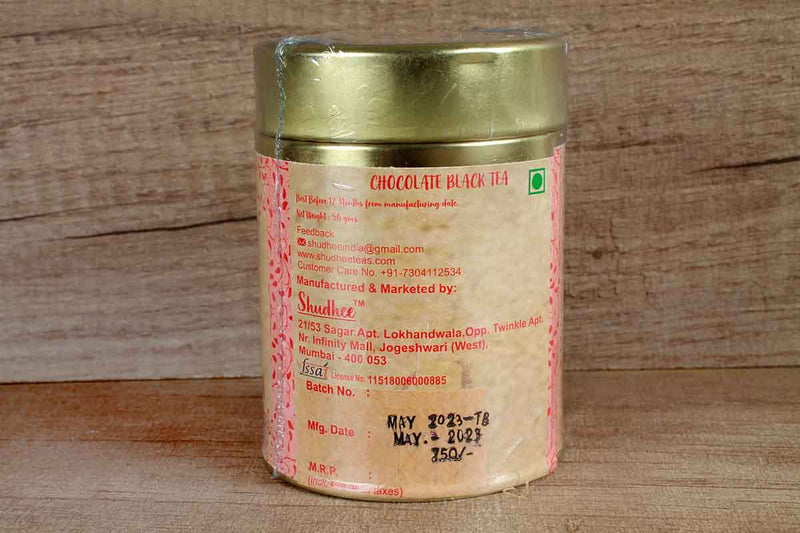 CHOCOLATE BLACK TEA
Best Before 12 Months from manufacturing date.
Net Weight : 50 gms
Feedback
shudheeindia@gmail.com
www.shudheeteas.com
Customer Care No. +91-7304112534
Manufactured & Marketed by:
Shudhee™
21/53 Sagar Apt. Lokhandwala,Opp. Twinkle Apt.
Nr. Infinity Mall, Jogeshwari (West),
Mumbai - 400 053
fssai License No. 11518006000885
Batch No. : MAY 2023-TB
Mfg. Date : MAY.- 2023
M.R.P. : 750/-
(inclusive of all taxes)